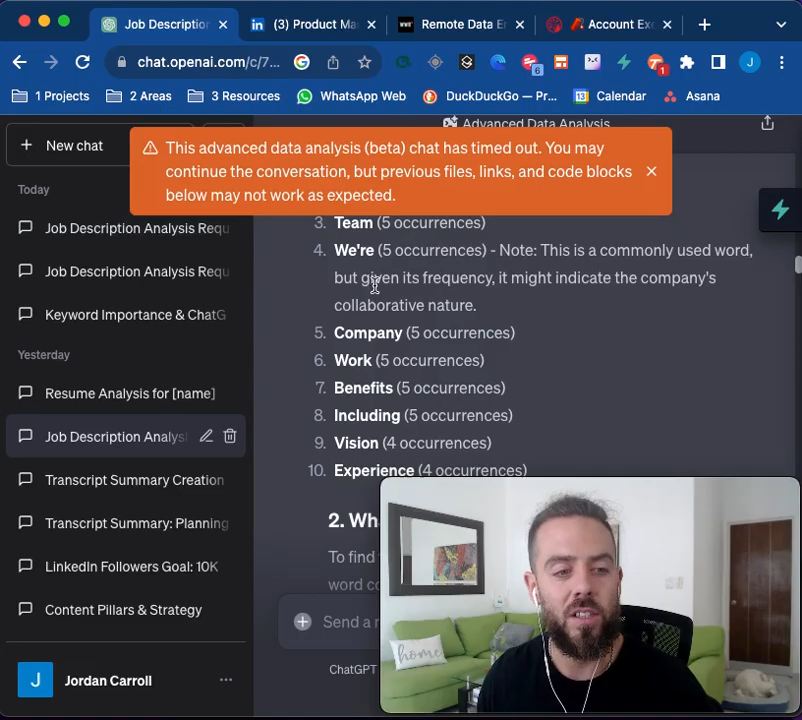 Job Description
(3) Product Ma
Remote Data E
Account Exe
chat.openai.com/c/7...
6
1
J
1 Projects
2 Areas
3 Resources
WhatsApp Web
DuckDuckGo — Pr...
13
Calendar
Asana
New chat
Advanced Data Analysis
This advanced data analysis (beta) chat has timed out. You may
continue the conversation, but previous files, links, and code blocks
below may not work as expected.
Today
Job Description Analysis Requ
Job Description Analysis Requ
Keyword Importance & ChatG
Yesterday
Resume Analysis for [name]
Job Description Analys
Transcript Summary Creation
Transcript Summary: Planning
LinkedIn Followers Goal: 10K
Content Pillars & Strategy
J
Jordan Carroll
3. Team (5 occurrences)
4. We're (5 occurrences) - Note: This is a commonly used word,
but given its frequency, it might indicate the company's
collaborative nature.
5. Company (5 occurrences)
6. Work (5 occurrences)
7. Benefits (5 occurrences)
8. Including (5 occurrences)
9. Vision (4 occurrences)
10. Experience (4 occurrences)
2. Wh
To find
word co
Send a
ChatGPT
home